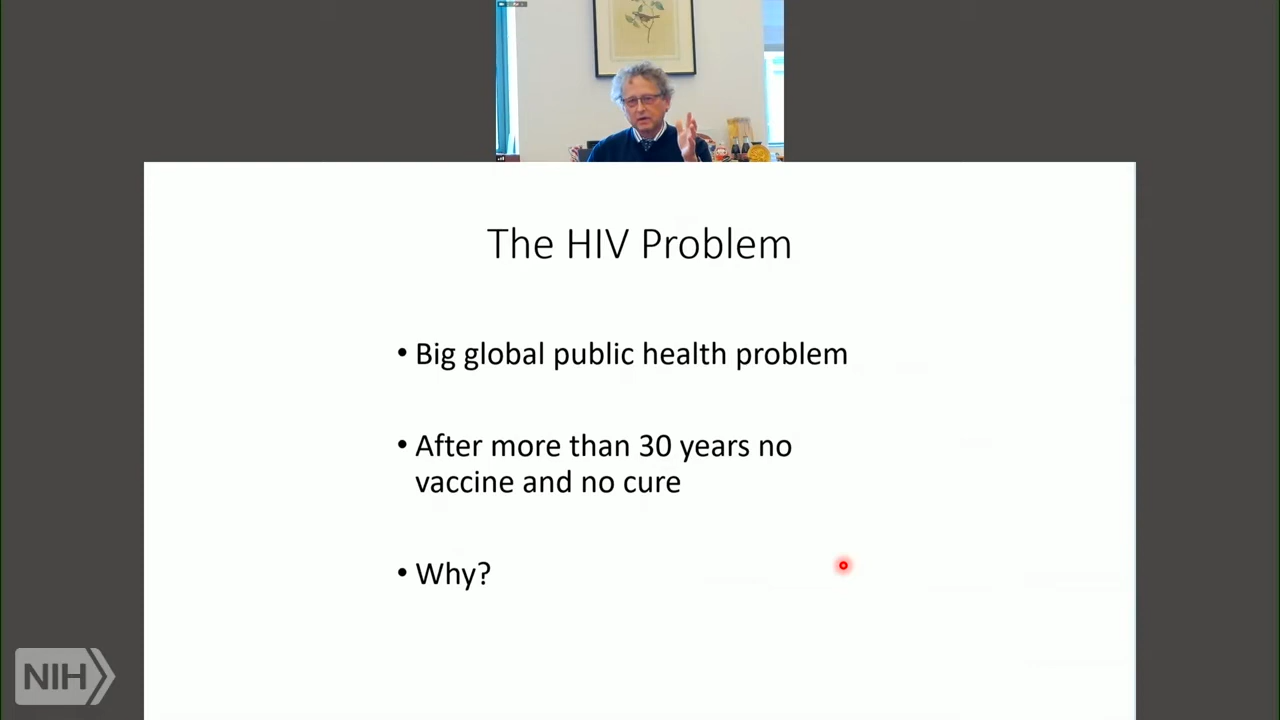 The HIV Problem
• Big global public health problem
• After more than 30 years no
vaccine and no cure
• Why?
NIH